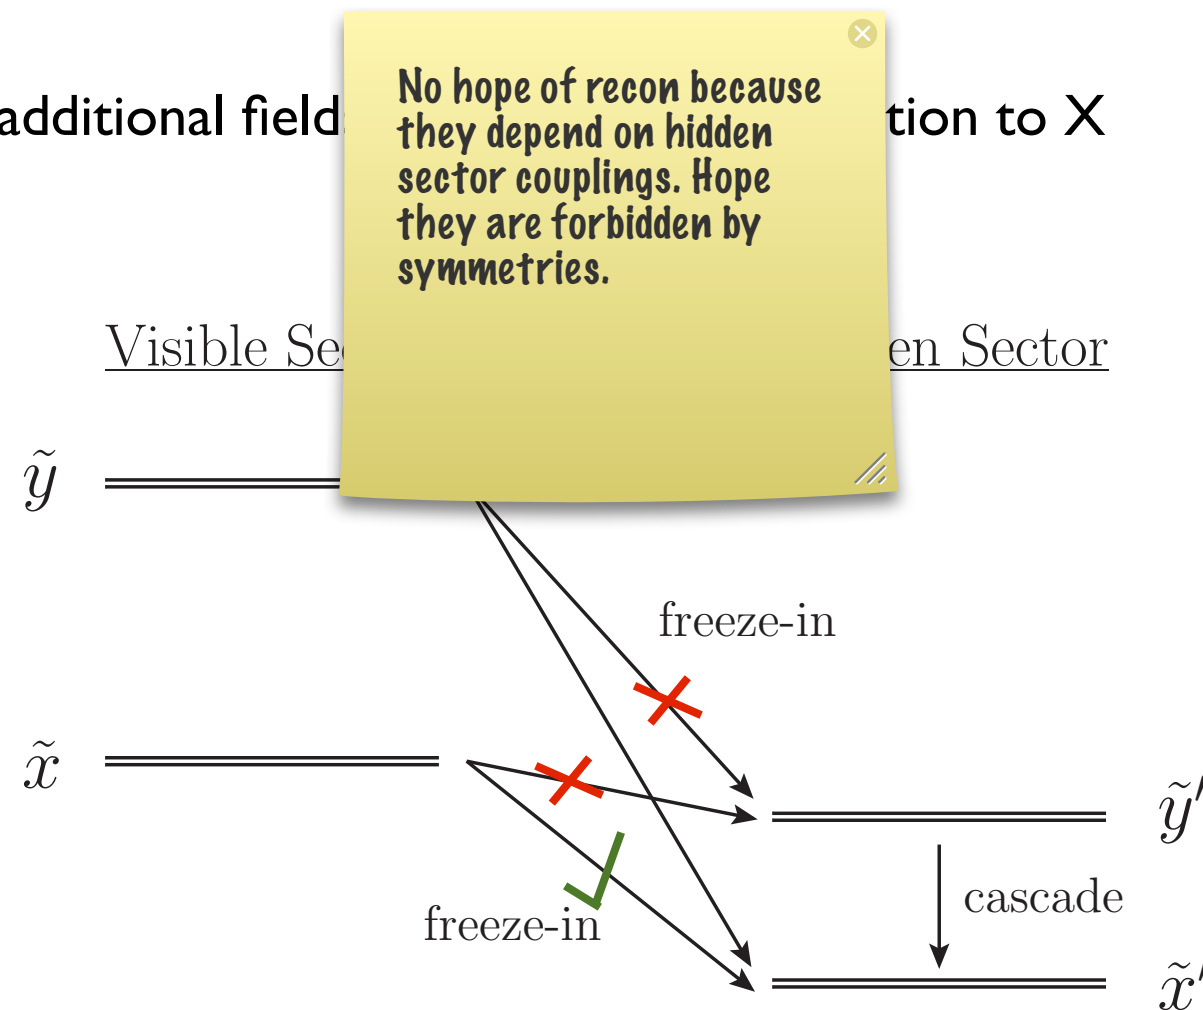 No hope of recon because
they depend on hidden
sector couplings. Hope
they are forbidden by
symmetries.
additional field
tion to X
Visible Se
en Sector
ỹ
freeze-in
x̃
ỹ′
cascade
freeze-in
x̃′